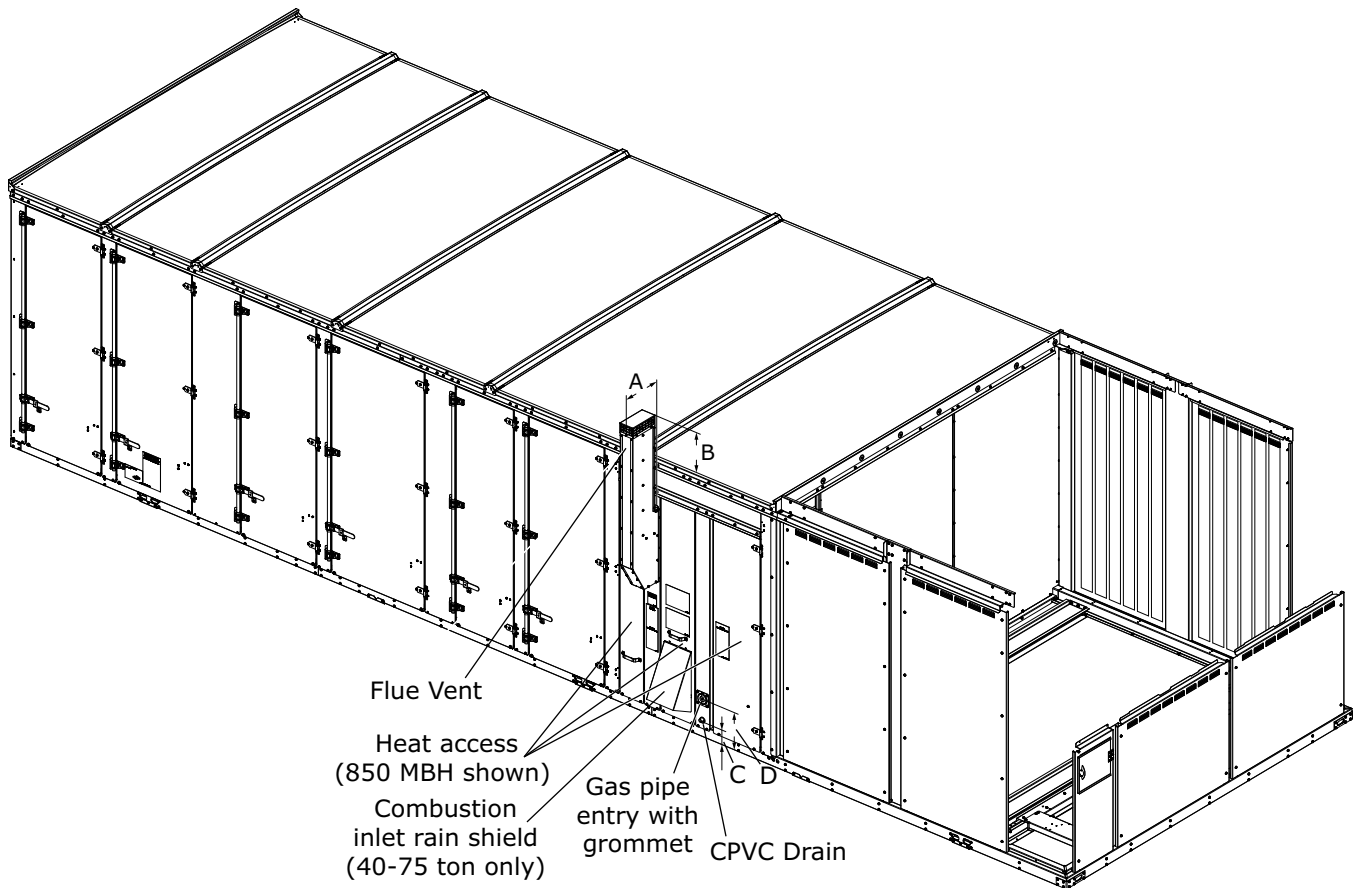 A
B
Flue Vent
Heat access
(850 MBH shown)
Combustion
inlet rain shield
(40-75 ton only)
Gas pipe
entry with
grommet
C
D
CPVC Drain